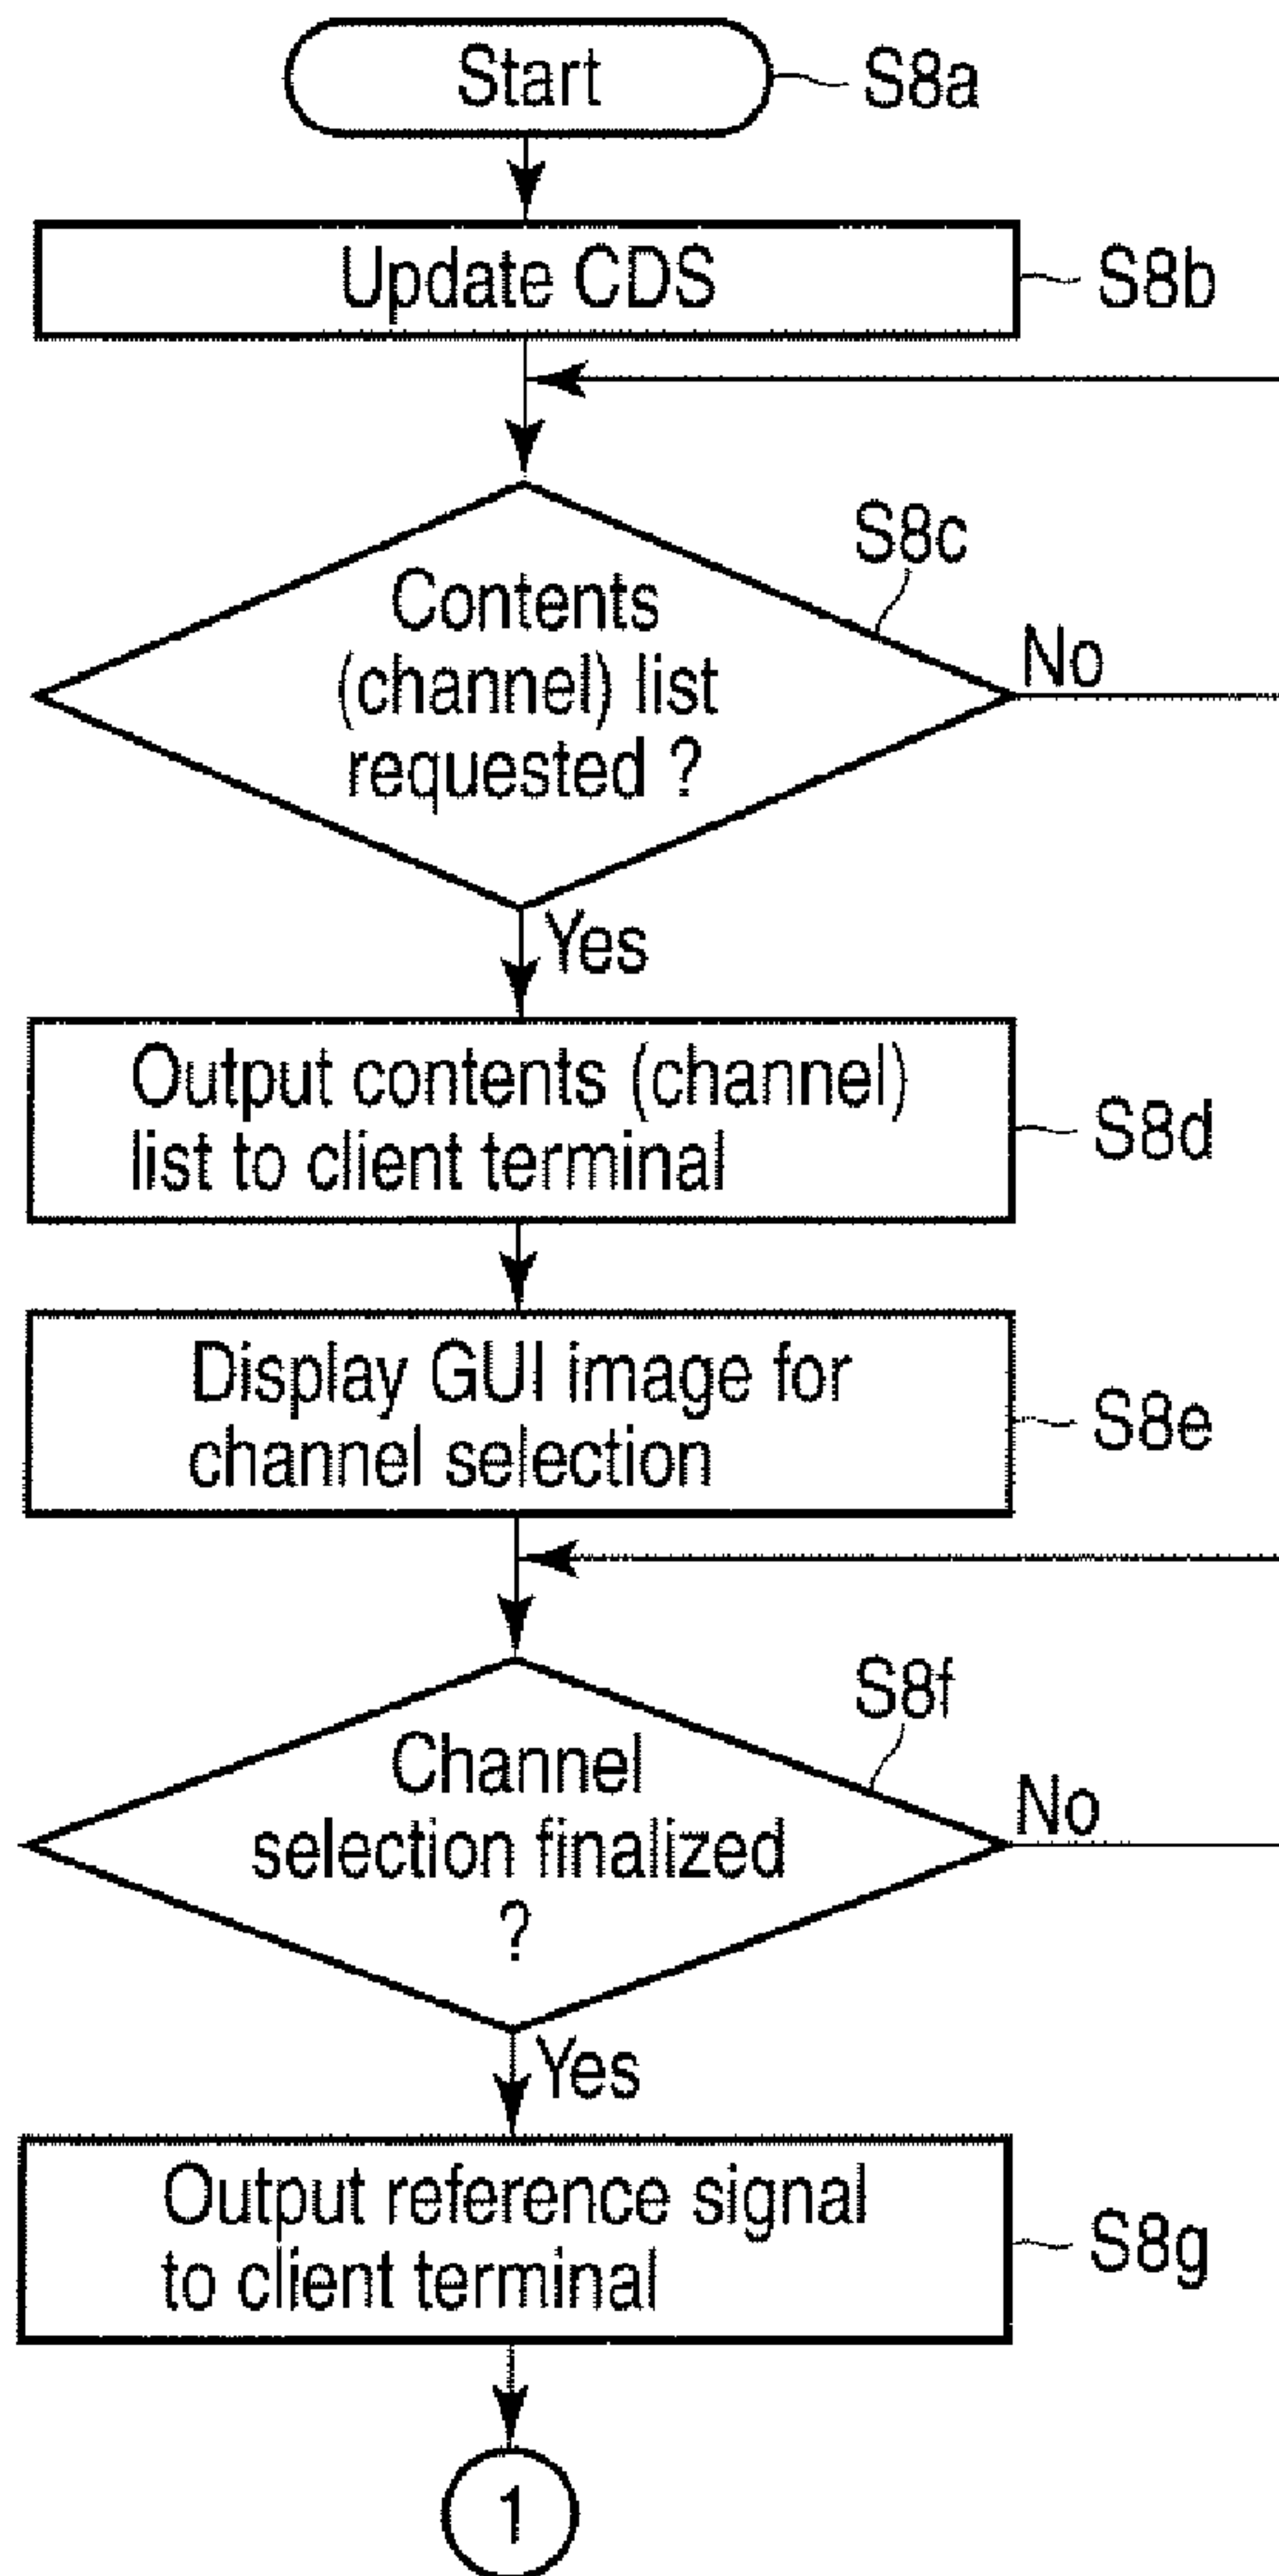 Start
S8a
Update CDS
S8b
S8c
Contents
(channel) list
requested ?
No
Yes
Output contents (channel)
list to client terminal
S8d
Display GUI image for
channel selection
S8e
S8f
Channel
selection finalized
?
No
Yes
Output reference signal
to client terminal
S8g
1